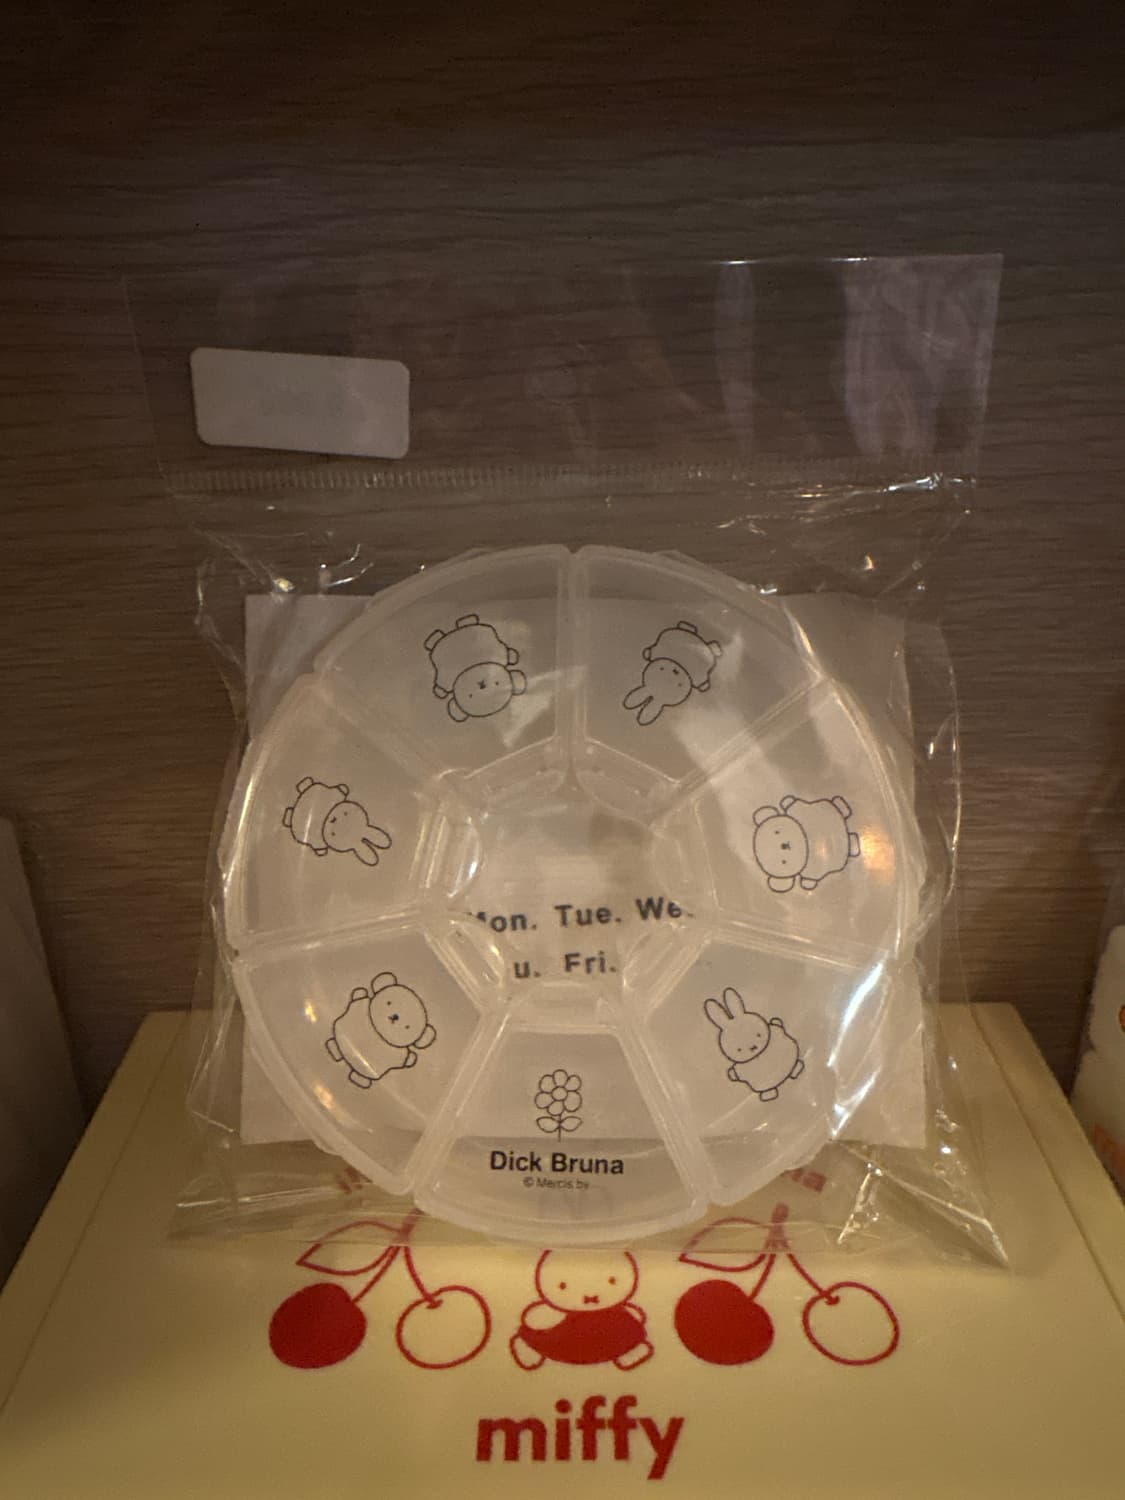 Mon. Tue. We
u. Fri.
Dick Bruna
© Mercis bv
miffy